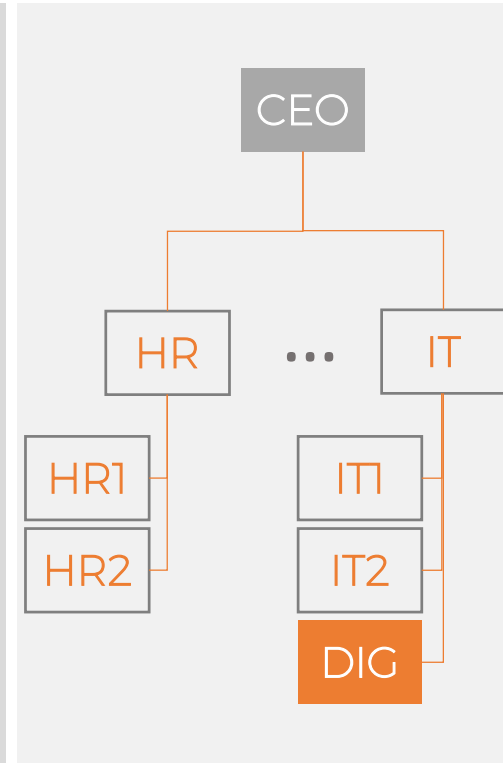 CEO
HR
...
IT
HR1
HR2
IT1
IT2
DIG